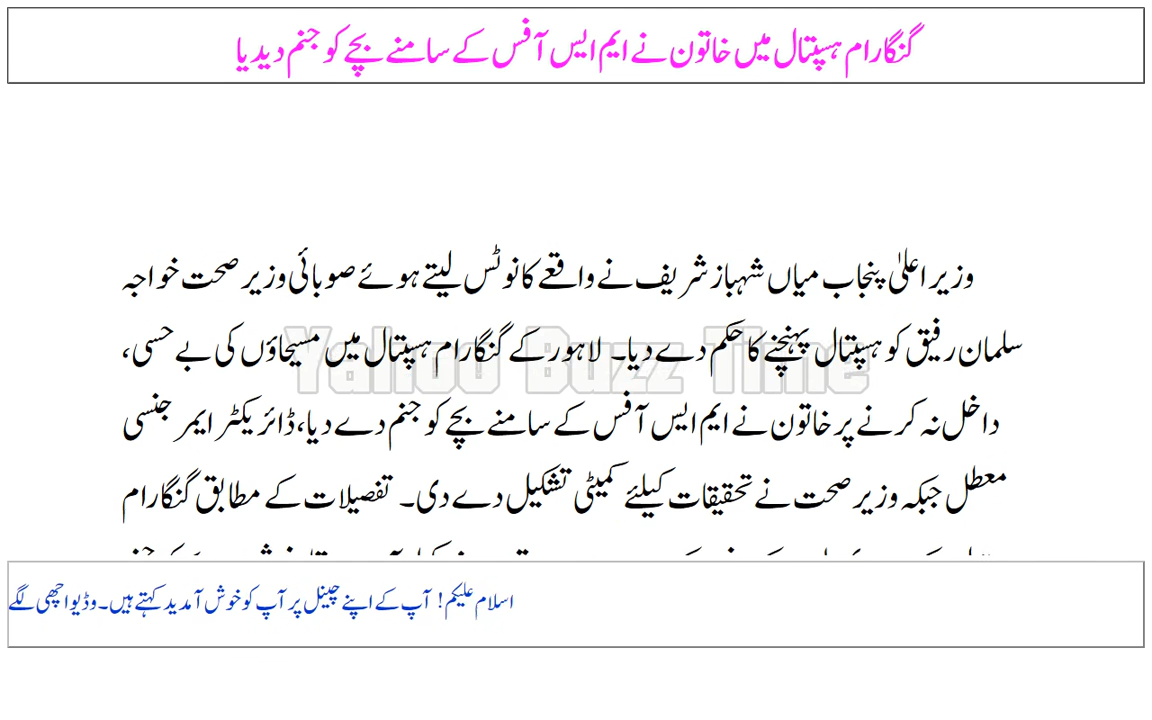 گنگارام ہسپتال میں خاتون نے ایم ایس آفس کے سامنے بچے کو جنم دیدیا
وزیر اعلیٰ پنجاب میاں شہباز شریف نے واقعے کا نوٹس لیتے ہوئے صوبائی وزیر صحت خواجہ
سلمان رفیق کو ہسپتال پہنچنے کا حکم دے دیا۔ لاہور کے گنگارام ہسپتال میں مسیحاؤں کی بے حسی،
Yahoo Buzz Time
داخل نہ کرنے پر خاتون نے ایم ایس آفس کے سامنے بچے کو جنم دے دیا، ڈائریکٹر ایمر جنسی
معطل جبکہ وزیر صحت نے تحقیقات کیلئے کمیٹی تشکیل دے دی۔ تفصیلات کے مطابق گنگارام
اسلام علیکم! آپ کے اپنے چینل پر آپ کو خوش آمدید کہتے ہیں۔ وڈیو اچھی لگے